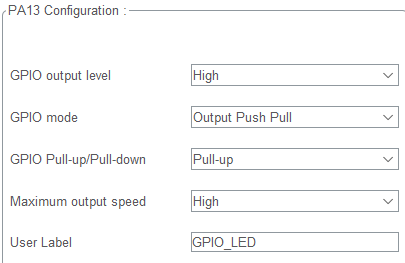 PA13 Configuration :
GPIO output level High
GPIO mode Output Push Pull
GPIO Pull-up/Pull-down Pull-up
Maximum output speed High
User Label GPIO_LED